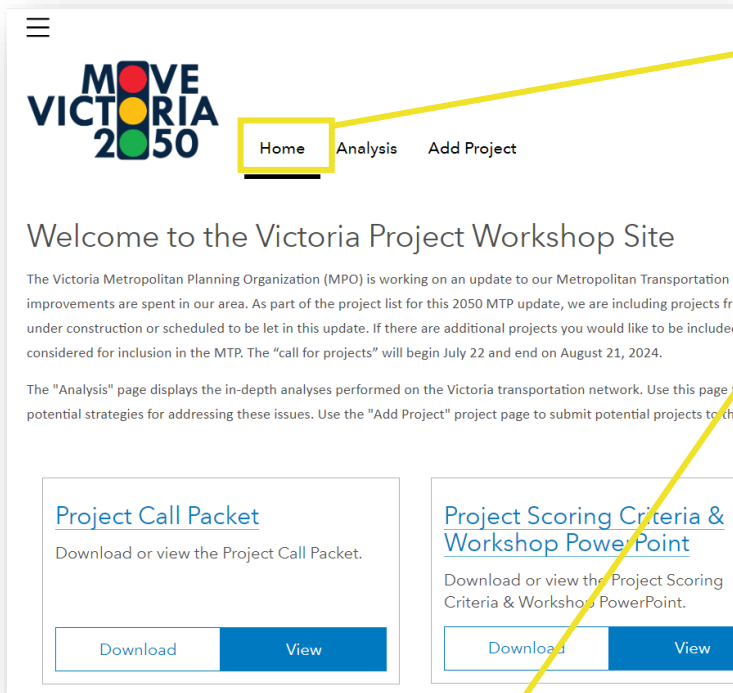 MOVE
VICTORIA
2050
Home Analysis Add Project
Welcome to the Victoria Project Workshop Site
The Victoria Metropolitan Planning Organization (MPO) is working on an update to our Metropolitan Transportation
improvements are spent in our area. As part of the project list for this 2050 MTP update, we are including projects
under construction or scheduled to be let in this update. If there are additional projects you would like to be
considered for inclusion in the MTP. The “call for projects” will begin July 22 and end on August 21, 2024.
The "Analysis" page displays the in-depth analyses performed on the Victoria transportation network. Use this page
potential strategies for addressing these issues. Use the "Add Project" project page to submit potential projects to
Project Call Packet
Download or view the Project Call Packet.
Download View
Project Scoring Criteria &
Workshop PowerPoint
Download or view the Project Scoring
Criteria & Workshop PowerPoint.
Download View